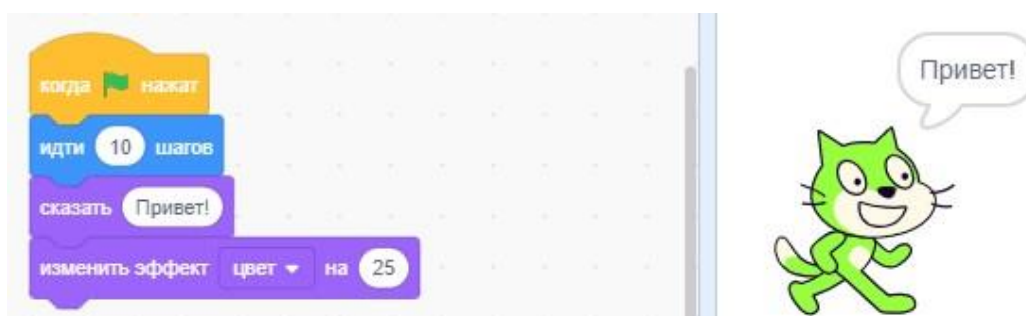 когда нажат
идти 10 шагов
сказать Привет!
изменить эффект цвет на 25
Привет!